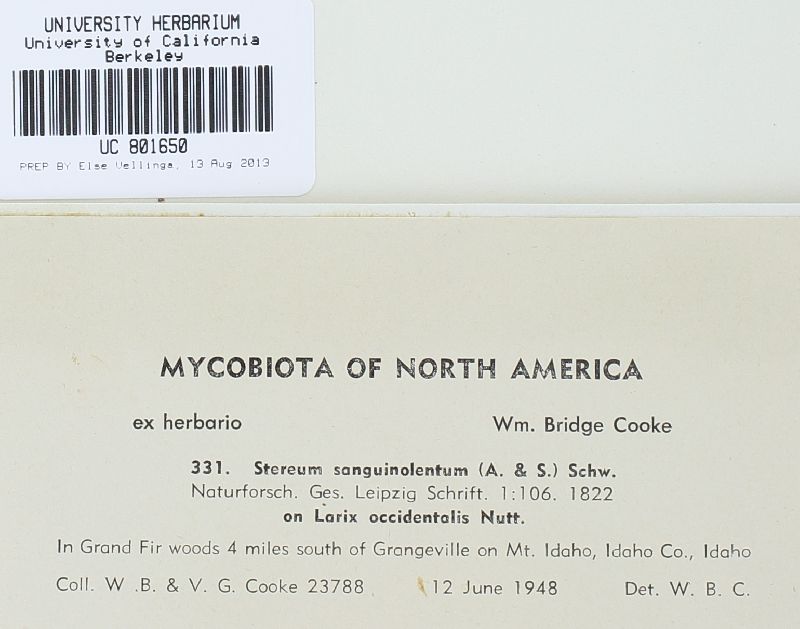 UNIVERSITY HERBARIUM
University of California
Berkeley
UC 801650
PREP BY Else Vellinga, 13 Aug 2013
MYCOBIOTA OF NORTH AMERICA
ex herbario Wm. Bridge Cooke
331. Stereum sanguinolentum (A. & S.) Schw.
Naturforsch. Ges. Leipzig Schrift. 1:106. 1822
on Larix occidentalis Nutt.
In Grand Fir woods 4 miles south of Grangeville on Mt. Idaho, Idaho Co., Idaho
Coll. W .B. & V. G. Cooke 23788 12 June 1948 Det. W. B. C.